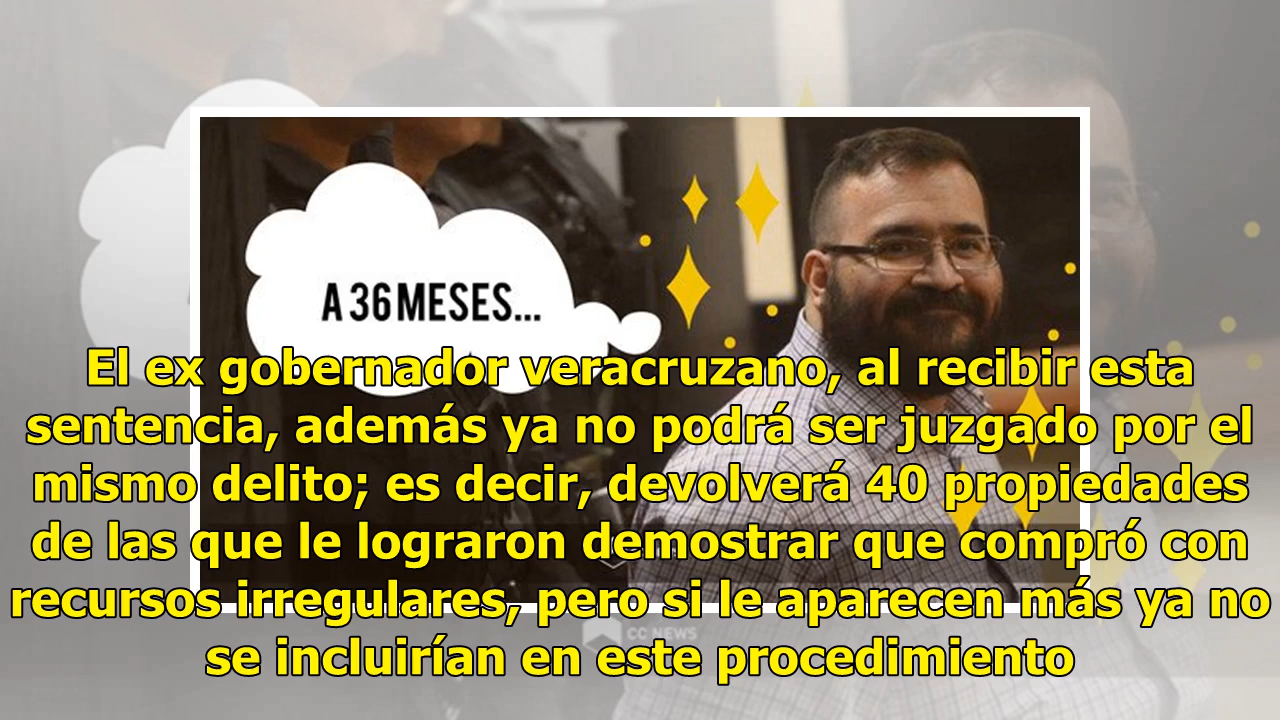 A 36 MESES...
El ex gobernador veracruzano, al recibir esta
sentencia, además ya no podrá ser juzgado por el
mismo delito; es decir, devolverá 40 propiedades
de las que le lograron demostrar que compró con
recursos irregulares, pero si le aparecen más ya no
se incluirían en este procedimiento
CC NEWS